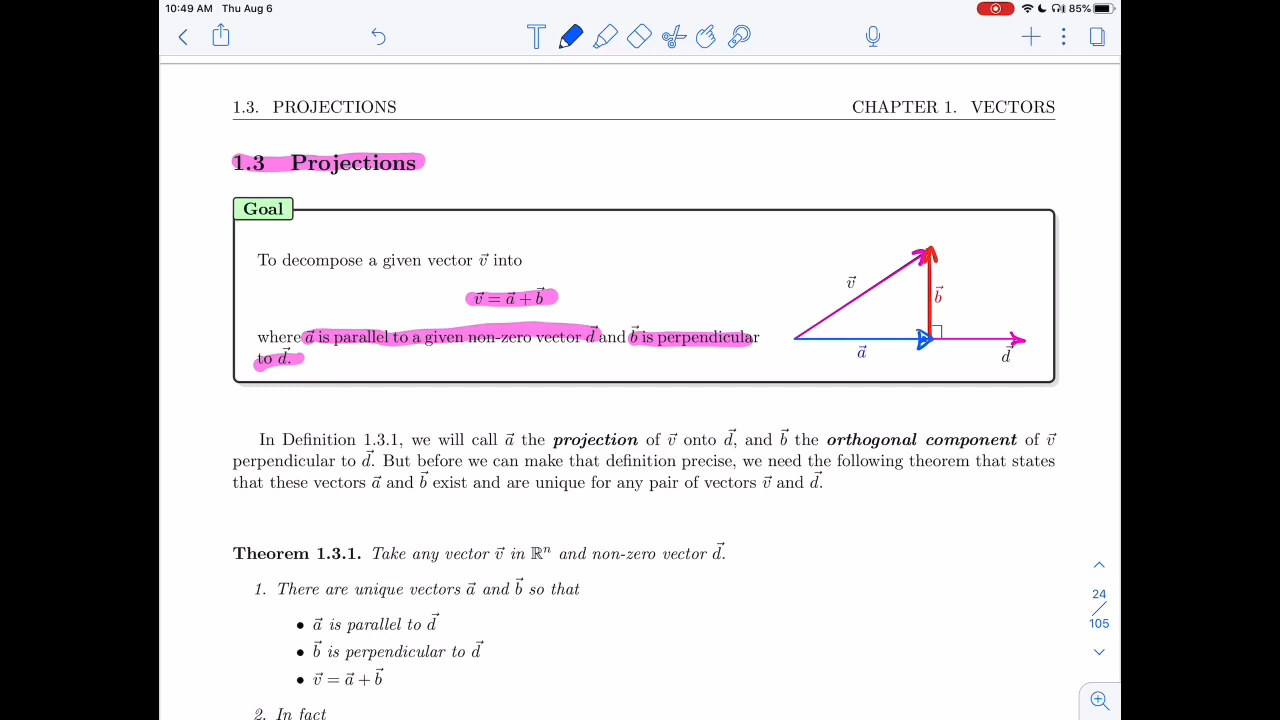 10:49 AM Thu Aug 6
85%
T
1.3. PROJECTIONS CHAPTER 1. VECTORS
1.3 Projections
Goal
To decompose a given vector v⃗ into
v⃗ = a⃗ + b⃗
where a⃗ is parallel to a given non-zero vector d⃗ and b⃗ is perpendicular
to d⃗.
v⃗
b⃗
a⃗
d⃗
In Definition 1.3.1, we will call a⃗ the projection of v⃗ onto d⃗, and b⃗ the orthogonal component of v⃗
perpendicular to d⃗. But before we can make that definition precise, we need the following theorem that states
that these vectors a⃗ and b⃗ exist and are unique for any pair of vectors v⃗ and d⃗.
Theorem 1.3.1. Take any vector v⃗ in ℝⁿ and non-zero vector d⃗.
1. There are unique vectors a⃗ and b⃗ so that
• a⃗ is parallel to d⃗
• b⃗ is perpendicular to d⃗
• v⃗ = a⃗ + b⃗
2. In fact
24
105